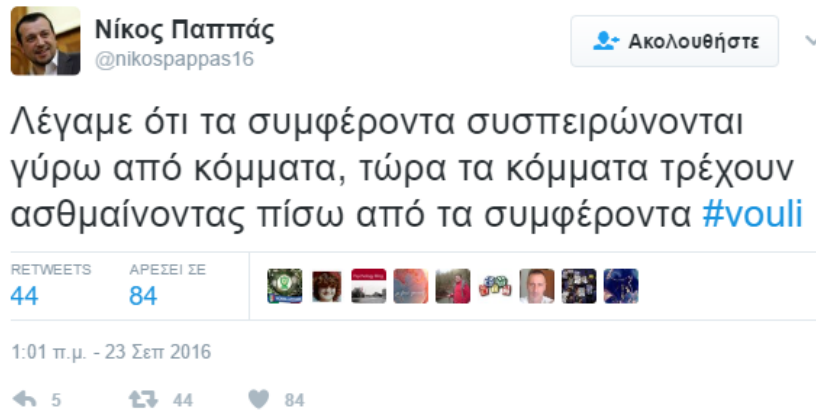 Νίκος Παππάς
@nikospappas16
Ακολουθήστε
Λέγαμε ότι τα συμφέροντα συσπειρώνονται
γύρω από κόμματα, τώρα τα κόμματα τρέχουν
ασθμαίνοντας πίσω από τα συμφέροντα #vouli
RETWEETS ΑΡΕΣΕΙ ΣΕ
44 84
1:01 π.μ. - 23 Σεπ 2016
5 44 84